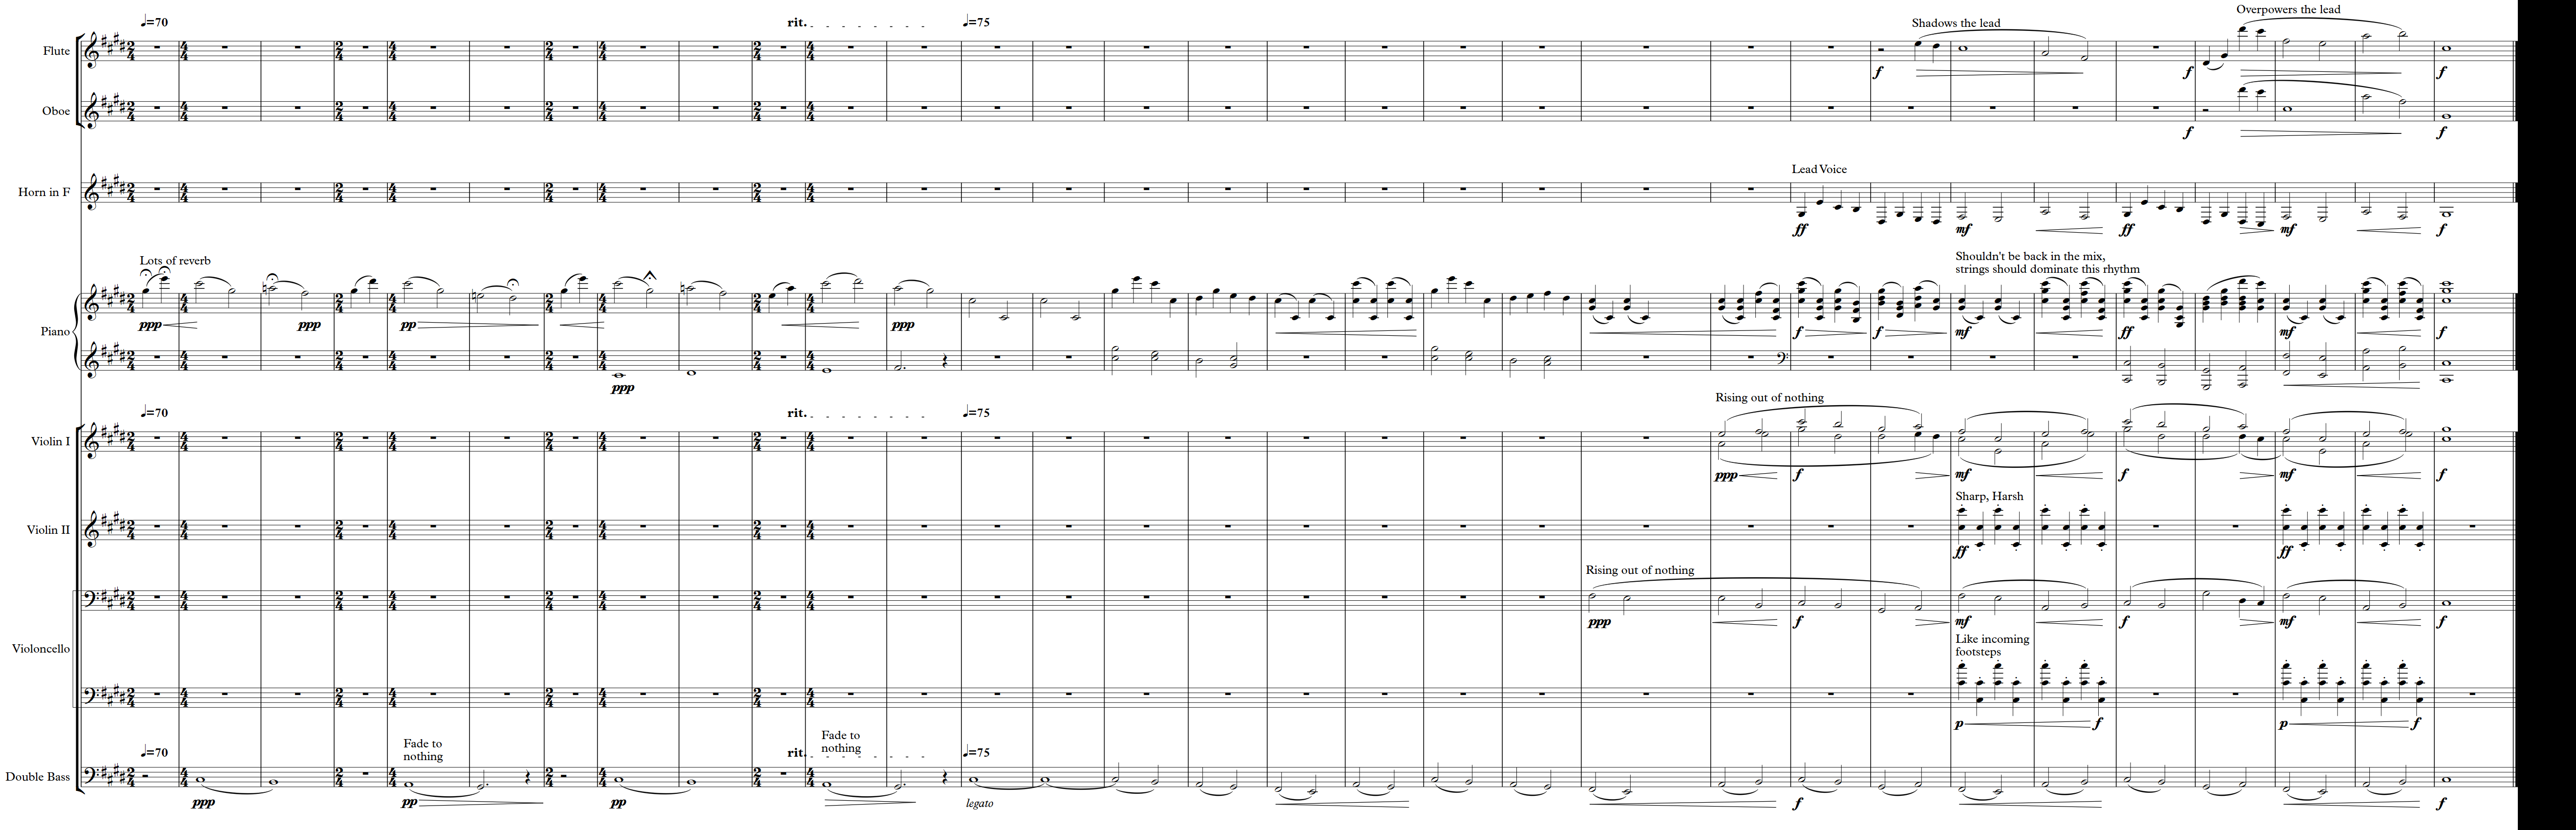 ♩=70 rit. ♩=75
Shadows the lead
Overpowers the lead
Flute
f f f
Oboe
f f
Lead Voice
Horn in F
ff mf ff mf f
Lots of reverb
Shouldn't be back in the mix,
strings should dominate this rhythm
Piano
ppp ppp pp ppp f f mf ff mf f
ppp
♩=70 rit. ♩=75
Rising out of nothing
Violin I
ppp f mf f mf f
Sharp, Harsh
Violin II
ff ff
Rising out of nothing
ppp f mf f mf f
Violoncello
Like incoming
footsteps
p f p f
♩=70 rit. ♩=75
Fade to
nothing
Fade to
nothing
Double Bass
ppp pp pp legato f f